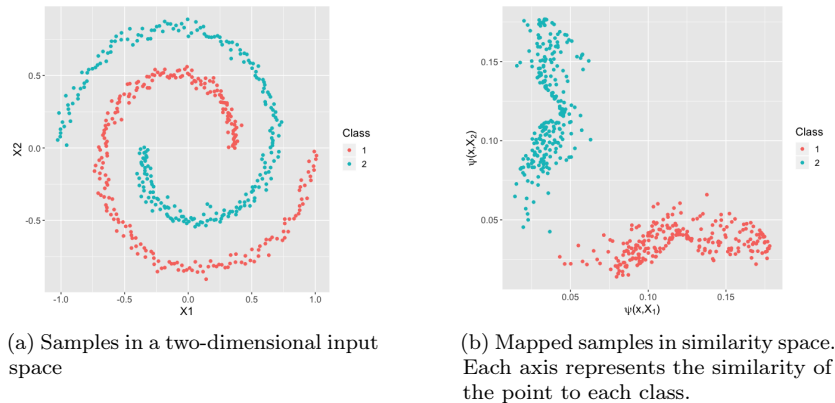 0.5
0.0
-0.5
X2
-1.0 -0.5 0.0 0.5 1.0
X1
Class
1
2
(a) Samples in a two-dimensional input
space
0.15
0.10
0.05
ψ(x,X₂)
0.05 0.10 0.15
ψ(x,X₁)
Class
1
2
(b) Mapped samples in similarity space.
Each axis represents the similarity of
the point to each class.